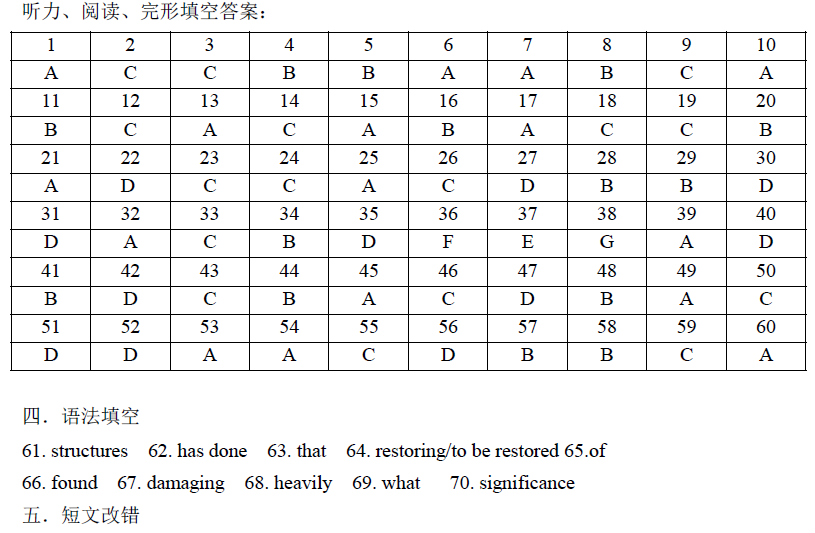 听力、阅读、完形填空答案：
1 2 3 4 5 6 7 8 9 10
A C C B B A A B C A
11 12 13 14 15 16 17 18 19 20
B C A C A B A C C B
21 22 23 24 25 26 27 28 29 30
A D C C A C D B B D
31 32 33 34 35 36 37 38 39 40
D A C B D F E G A D
41 42 43 44 45 46 47 48 49 50
B D C B A C D B A C
51 52 53 54 55 56 57 58 59 60
D D A A C D B B C A
四．语法填空
61. structures 62. has done 63. that 64. restoring/to be restored 65.of
66. found 67. damaging 68. heavily 69. what 70. significance
五．短文改错